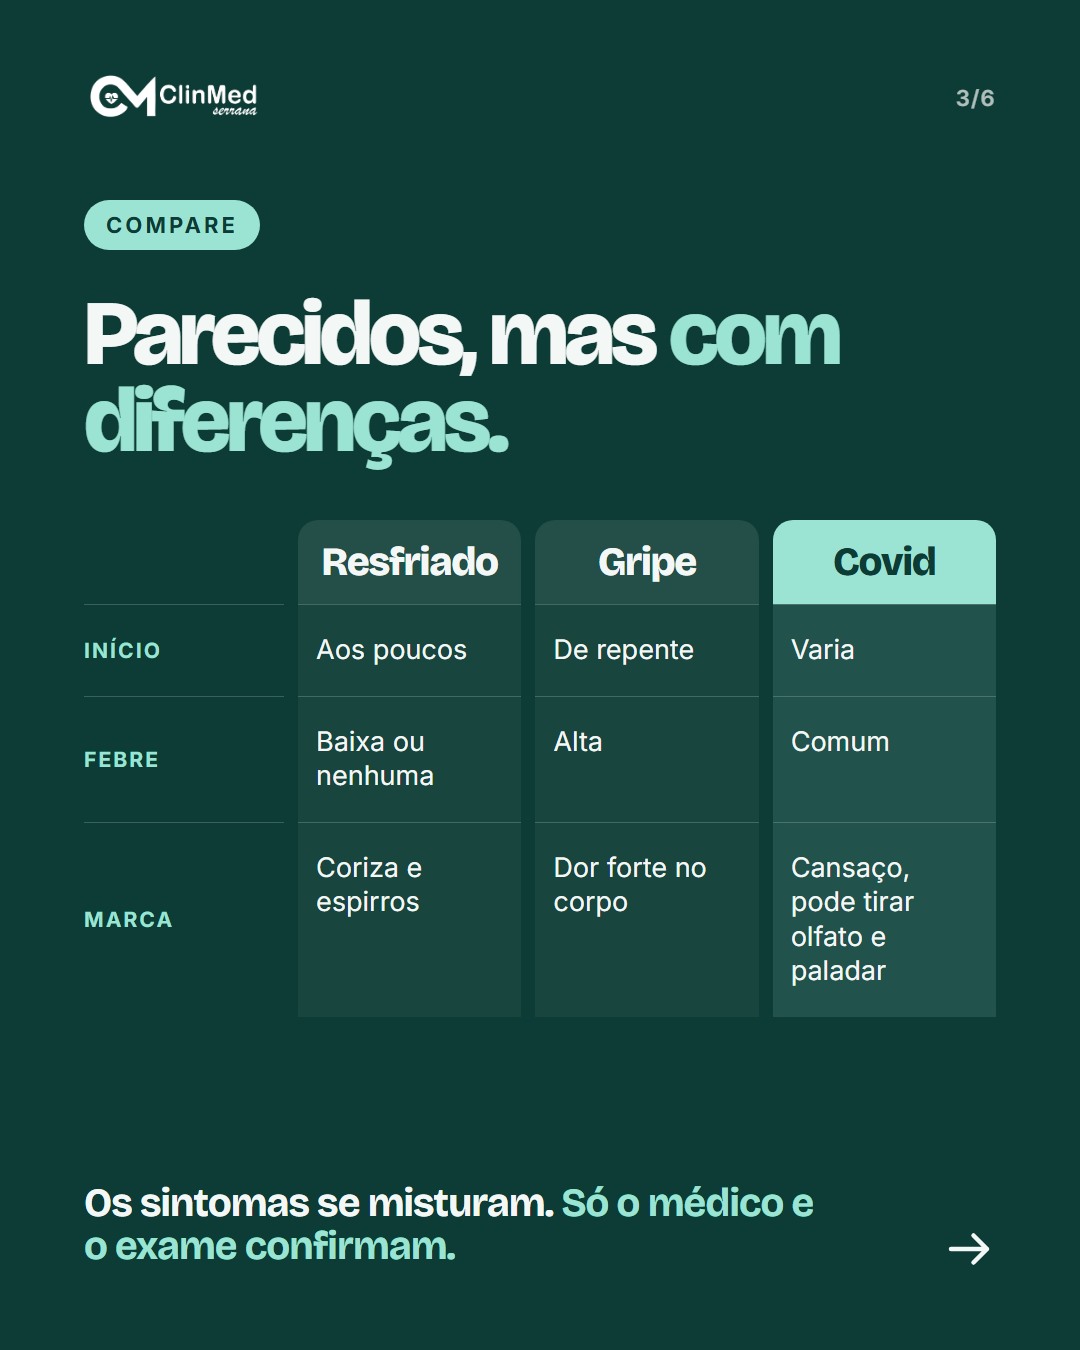 CM ClinMed
serrana
3/6
COMPARE
Parecidos, mas com
diferenças.
Resfriado Gripe Covid
INÍCIO Aos poucos De repente Varia
FEBRE Baixa ou nenhuma Alta Comum
MARCA Coriza e espirros Dor forte no corpo Cansaço, pode tirar olfato e paladar
Os sintomas se misturam. Só o médico e
o exame confirmam.